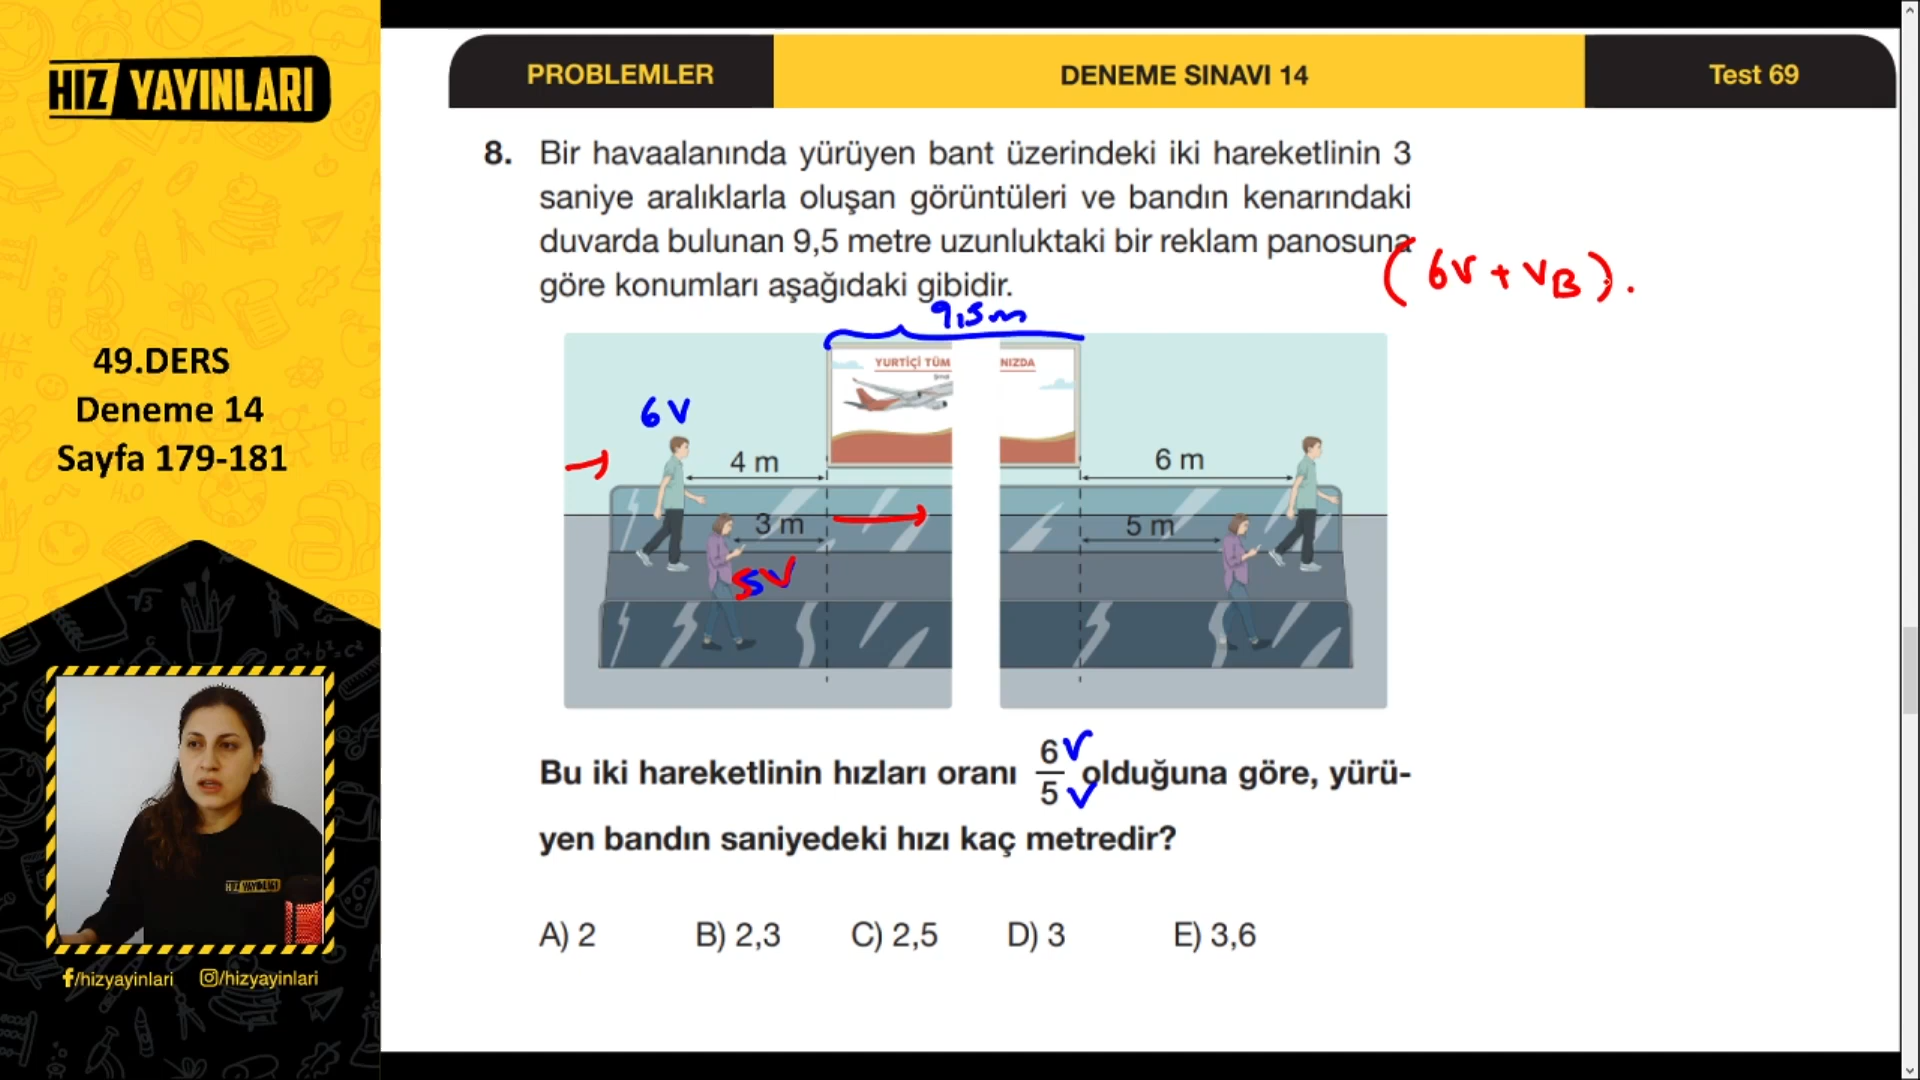 HIZ YAYINLARI
49.DERS
Deneme 14
Sayfa 179-181
HIZ YAYINLARI
/hizyayinlari /hizyayinlari
PROBLEMLER DENEME SINAVI 14 Test 69
8. Bir havaalanında yürüyen bant üzerindeki iki hareketlinin 3
saniye aralıklarla oluşan görüntüleri ve bandın kenarındaki
duvarda bulunan 9,5 metre uzunluktaki bir reklam panosuna
göre konumları aşağıdaki gibidir.
(6V + VB).
9,5m
YURTİÇİ TÜM NIZDA
6V
4 m 6 m
3 m 5 m
5V
Bu iki hareketlinin hızları oranı 6V/5V olduğuna göre, yürü-
yen bandın saniyedeki hızı kaç metredir?
A) 2 B) 2,3 C) 2,5 D) 3 E) 3,6